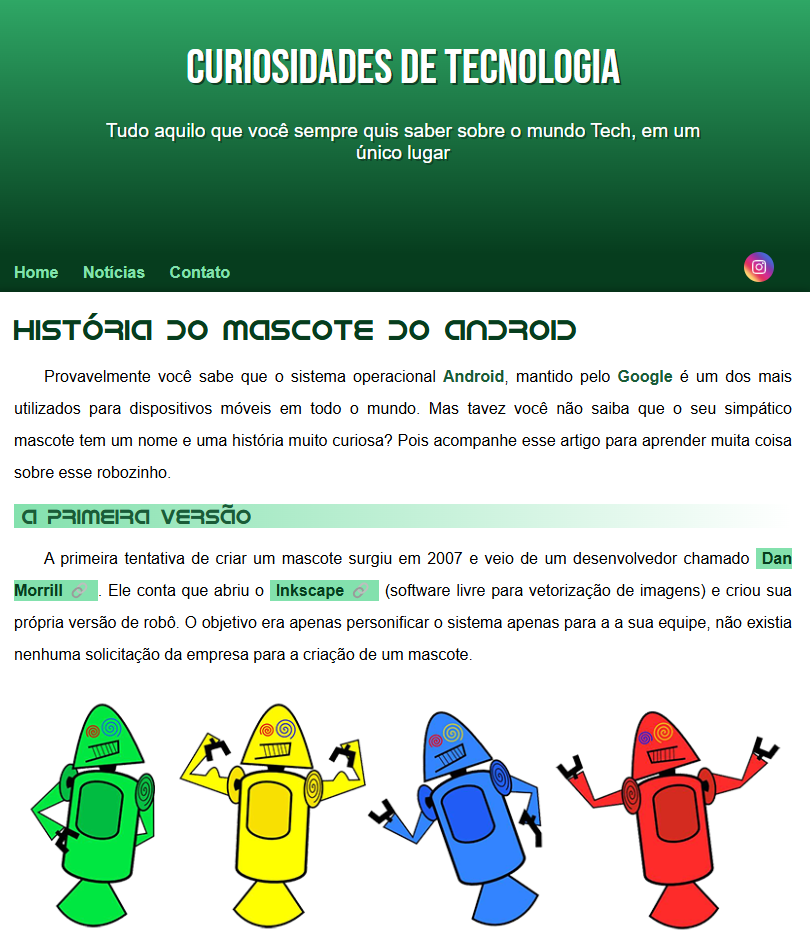 CURIOSIDADES DE TECNOLOGIA
Tudo aquilo que você sempre quis saber sobre o mundo Tech, em um
único lugar
Home Notícias Contato
HISTÓRIA DO MASCOTE DO ANDROID
Provavelmente você sabe que o sistema operacional Android, mantido pelo Google é um dos mais
utilizados para dispositivos móveis em todo o mundo. Mas tavez você não saiba que o seu simpático
mascote tem um nome e uma história muito curiosa? Pois acompanhe esse artigo para aprender muita coisa
sobre esse robozinho.
A PRIMEIRA VERSÃO
A primeira tentativa de criar um mascote surgiu em 2007 e veio de um desenvolvedor chamado Dan
Morrill . Ele conta que abriu o Inkscape (software livre para vetorização de imagens) e criou sua
própria versão de robô. O objetivo era apenas personificar o sistema apenas para a a sua equipe, não existia
nenhuma solicitação da empresa para a criação de um mascote.